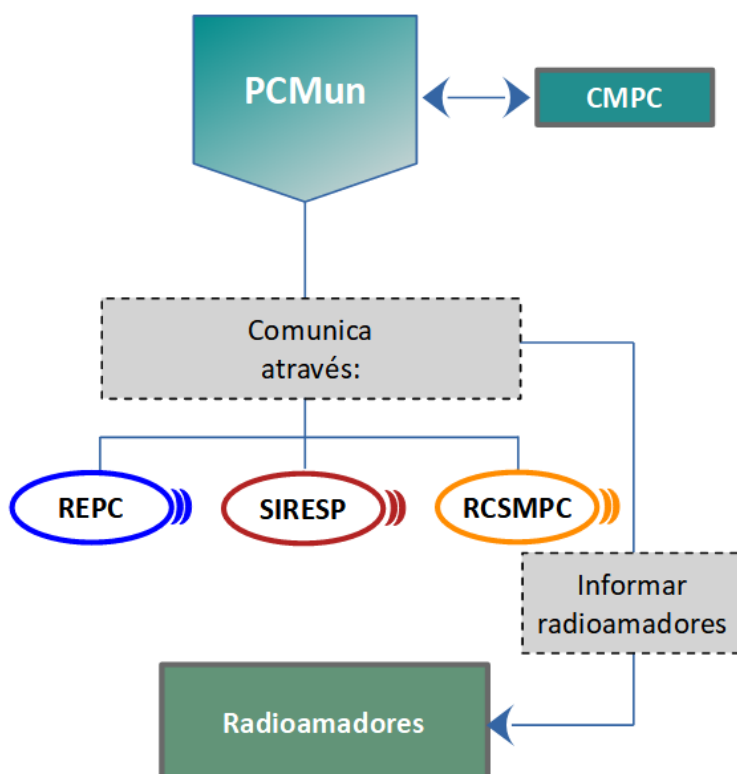 PCMun
CMPC
Comunica
através:
REPC
SIRESP
RCSMPC
Informar
radioamadores
Radioamadores